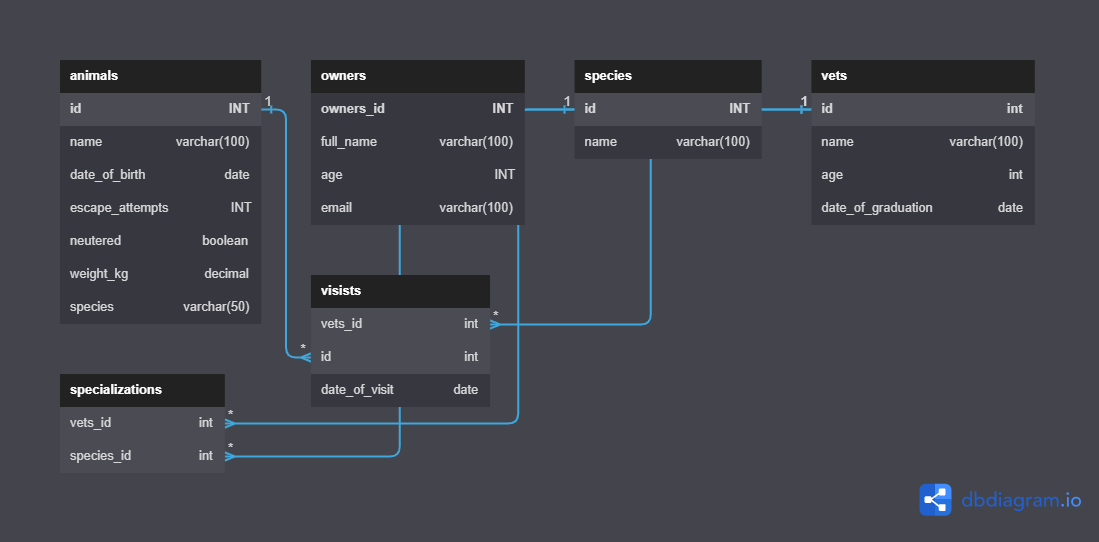 animals
id INT
name varchar(100)
date_of_birth date
escape_attempts INT
neutered boolean
weight_kg decimal
species varchar(50)
1
owners
owners_id INT
full_name varchar(100)
age INT
email varchar(100)
1
species
id INT
name varchar(100)
1
vets
id int
name varchar(100)
age int
date_of_graduation date
visists
vets_id int
*
id int
*
date_of_visit date
specializations
vets_id int
*
species_id int
*
dbdiagram.io